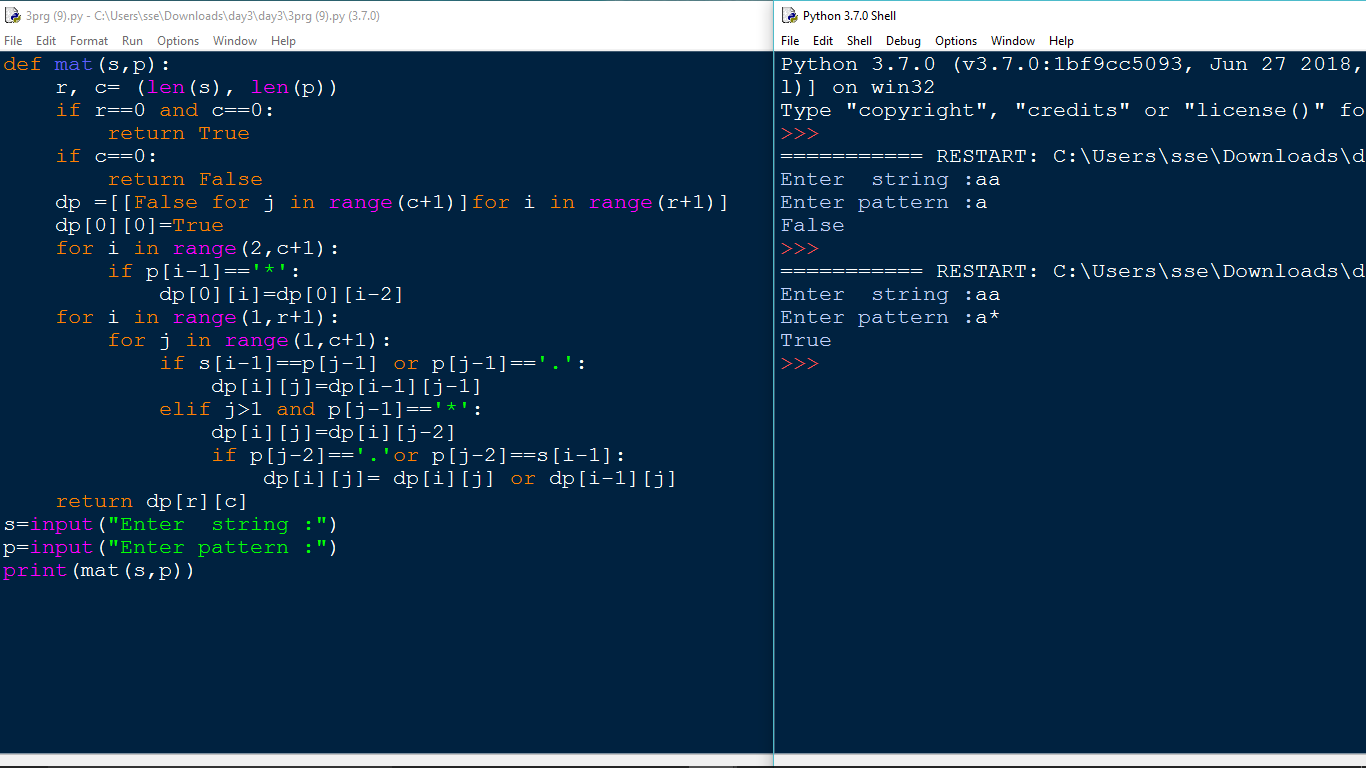 3prg (9).py - C:\Users\sse\Downloads\day3\day3\3prg (9).py (3.7.0)
File Edit Format Run Options Window Help
def mat(s,p):
    r, c= (len(s), len(p))
    if r==0 and c==0:
        return True
    if c==0:
        return False
    dp =[[False for j in range(c+1)]for i in range(r+1)]
    dp[0][0]=True
    for i in range(2,c+1):
        if p[i-1]=='*':
            dp[0][i]=dp[0][i-2]
    for i in range(1,r+1):
        for j in range(1,c+1):
            if s[i-1]==p[j-1] or p[j-1]=='.':
                dp[i][j]=dp[i-1][j-1]
            elif j>1 and p[j-1]=='*':
                dp[i][j]=dp[i][j-2]
                if p[j-2]=='.'or p[j-2]==s[i-1]:
                    dp[i][j]= dp[i][j] or dp[i-1][j]
    return dp[r][c]
s=input("Enter  string :")
p=input("Enter pattern :")
print(mat(s,p))
Python 3.7.0 Shell
File Edit Shell Debug Options Window Help
Python 3.7.0 (v3.7.0:1bf9cc5093, Jun 27 2018,
l)] on win32
Type "copyright", "credits" or "license()" fo
>>>
=========== RESTART: C:\Users\sse\Downloads\d
Enter  string :aa
Enter pattern :a
False
>>>
=========== RESTART: C:\Users\sse\Downloads\d
Enter  string :aa
Enter pattern :a*
True
>>>